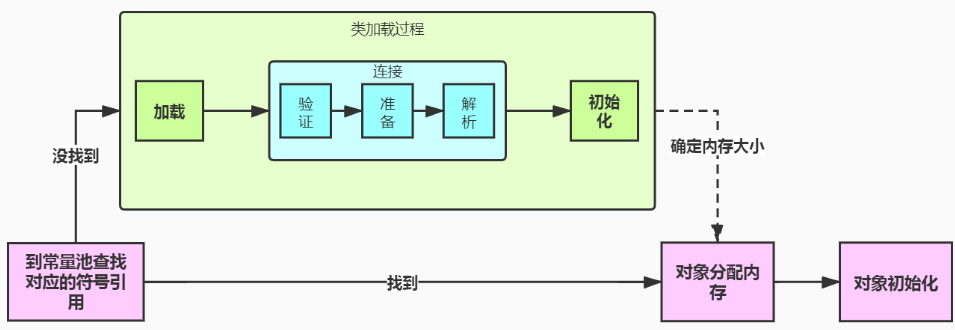 类加载过程
连接
加载
验
证
准
备
解
析
初始
化
没找到
确定内存大小
到常量池查找
对应的符号引
用
找到
对象分配内
存
对象初始化